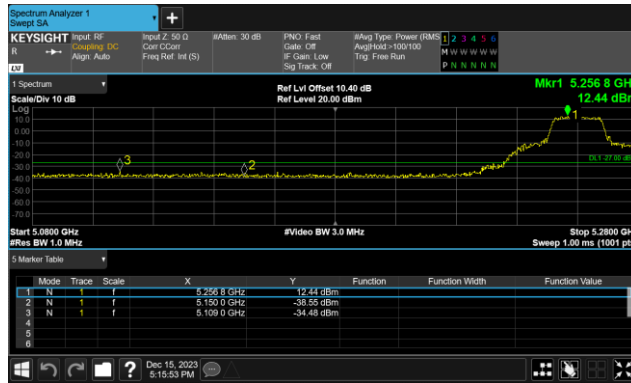 Spectrum Analyzer 1
Swept SA
+
KEYSIGHT Input: RF Input Z: 50 Ω #Atten: 30 dB PNO: Fast #Avg Type: Power (RMS 1 2 3 4 5 6
R Coupling: DC Corr CCorr Gate: Off Avg|Hold:>100/100 M W W W W W
Align: Auto Freq Ref: Int (S) IF Gain: Low Trig: Free Run
LXI Sig Track: Off P N N N N N
1 Spectrum Ref Lvl Offset 10.40 dB Mkr1 5.256 8 GH
Scale/Div 10 dB Ref Level 20.00 dBm 12.44 dBr
Log
10.0
0.00
-10.0
-20.0
-30.0
-40.0
-50.0
-60.0
-70.0
1
2
3
DL1 -27.00 dB
Start 5.0800 GHz #Video BW 3.0 MHz Stop 5.2800 G
#Res BW 1.0 MHz Sweep 1.00 ms (1001 pt
5 Marker Table
Mode Trace Scale X Y Function Function Width Function Value
1 N 1 f 5.256 8 GHz 12.44 dBm
2 N 1 f 5.150 0 GHz -38.55 dBm
3 N 1 f 5.109 0 GHz -34.48 dBm
4
5
6
? Dec 15, 2023
5:15:53 PM